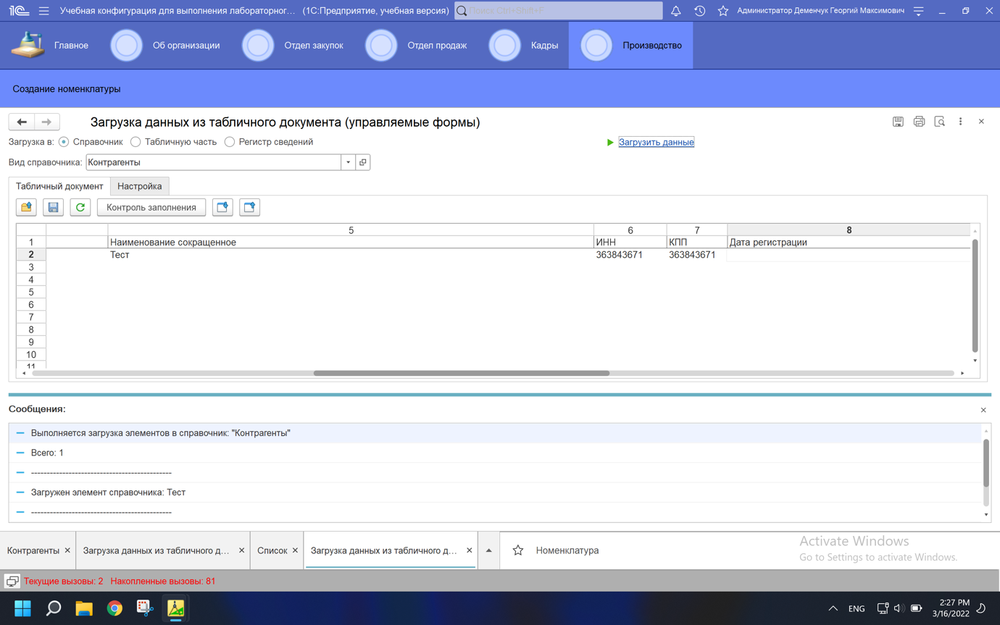 1С Учебная конфигурация для выполнения лабораторног... (1С:Предприятие, учебная версия) Поиск Ctrl+Shift+F Администратор Деменчук Георгий Максимович
Главное Об организации Отдел закупок Отдел продаж Кадры Производство
Создание номенклатуры
Загрузка данных из табличного документа (управляемые формы)
Загрузка в: Справочник Табличную часть Регистр сведений Загрузить данные
Вид справочника: Контрагенты
Табличный документ Настройка
Контроль заполнения
5 6 7 8
1 Наименование сокращенное ИНН КПП Дата регистрации
2 Тест 363843671 363843671
3
4
5
6
7
8
9
10
11
Сообщения:
Выполняется загрузка элементов в справочник: "Контрагенты"
Всего: 1
---------------------------------------------
Загружен элемент справочника: Тест
---------------------------------------------
Контрагенты Загрузка данных из табличного д... Список Загрузка данных из табличного д... Номенклатура
Activate Windows
Go to Settings to activate Windows.
Текущие вызовы: 2 Накопленные вызовы: 81
ENG 2:27 PM
3/16/2022